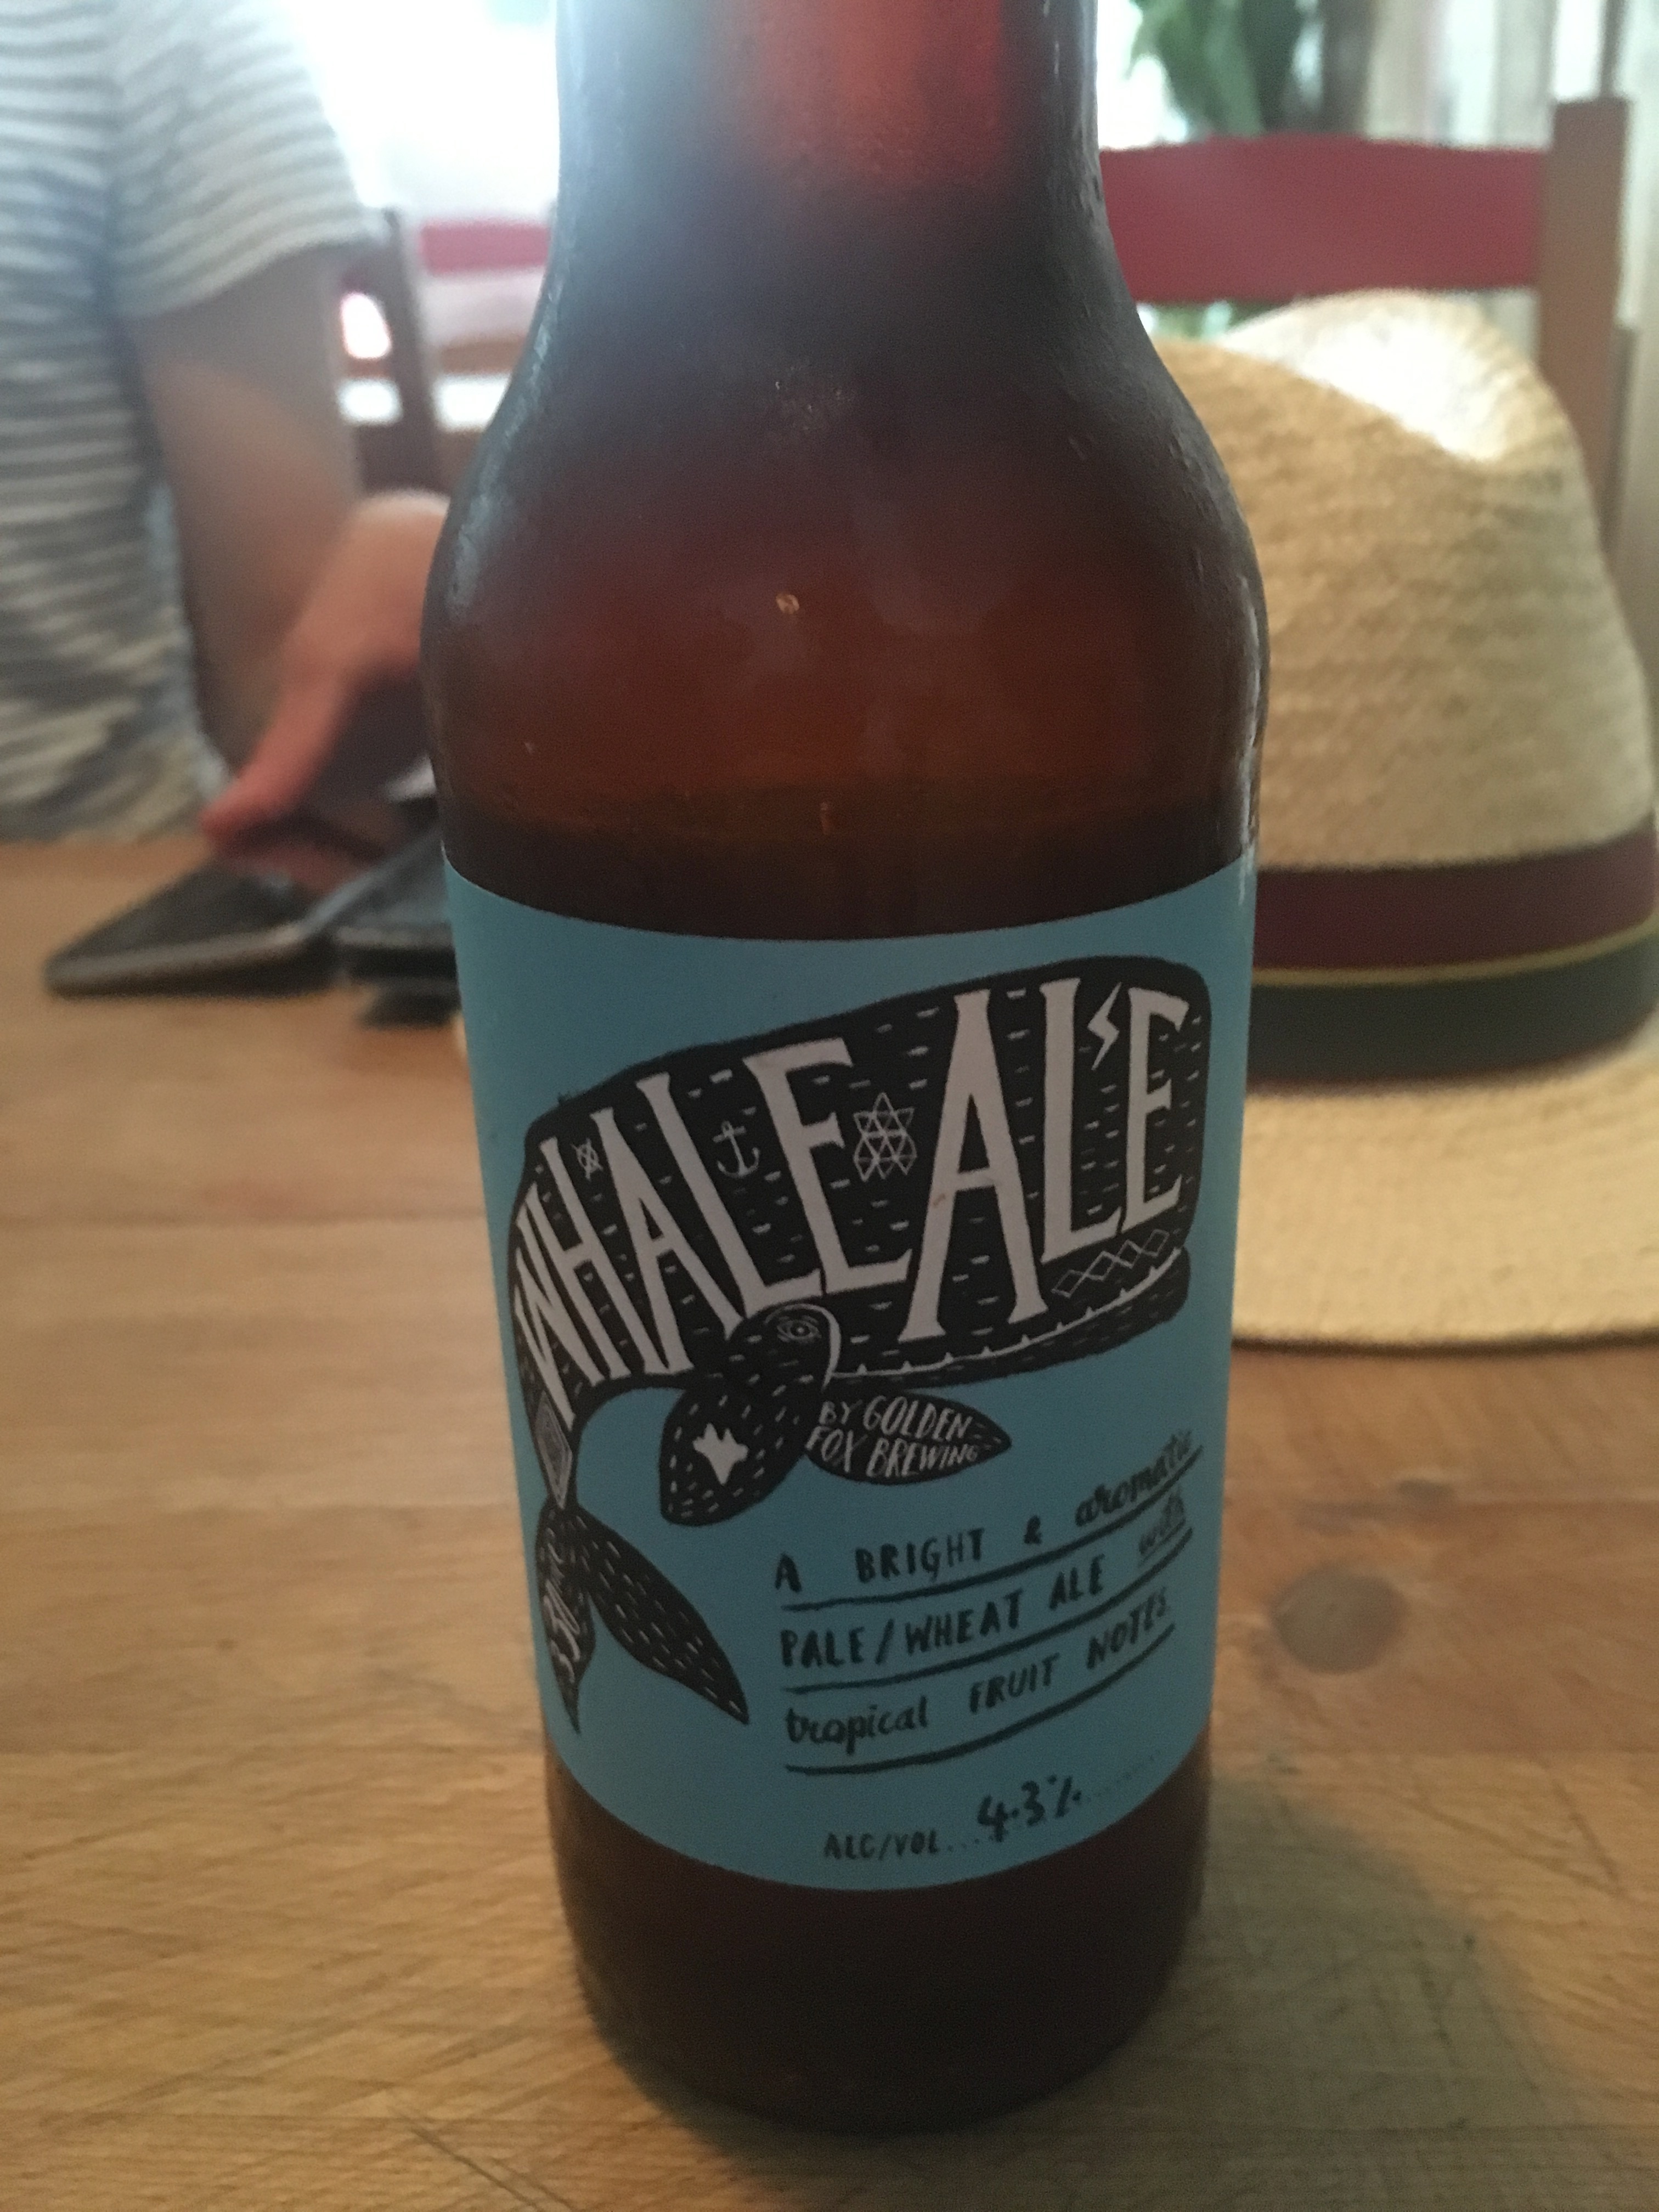 WHALE ALE
BY GOLDEN
FOX BREWING
A BRIGHT & aromatic
PALE/WHEAT ALE with
tropical FRUIT NOTES
ALC/VOL...4.3%......